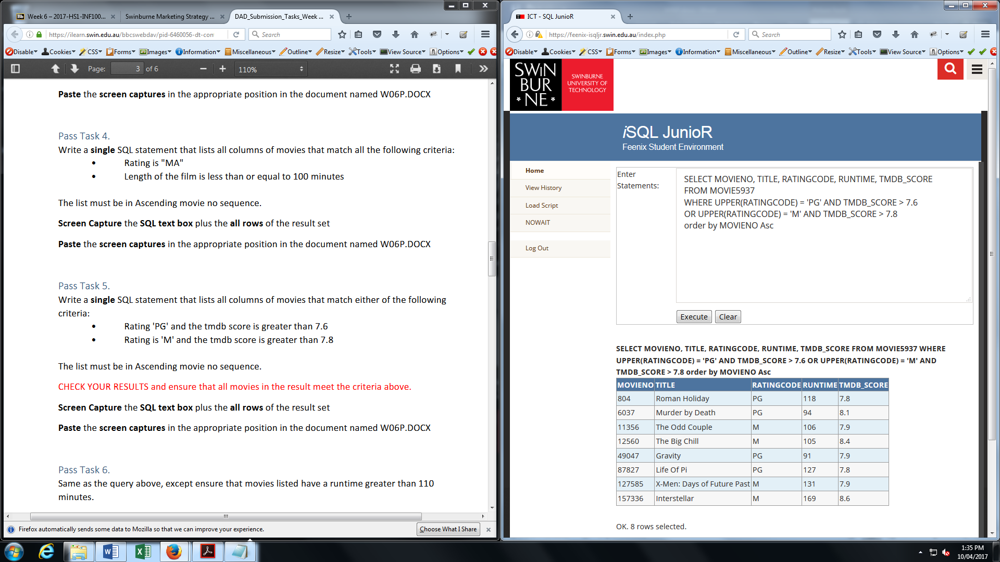 Week 6 – 2017-HS1-INF100...
Swinburne Marketing Strategy ...
DAD_Submission_Tasks_Week ...
https://ilearn.swin.edu.au/bbcswebdav/pid-6460056-dt-con
Search
Disable Cookies CSS Forms Images Information Miscellaneous Outline Resize Tools View Source Options
Page: 3 of 6
110%
Paste the screen captures in the appropriate position in the document named W06P.DOCX
Pass Task 4.
Write a single SQL statement that lists all columns of movies that match all the following criteria:
• Rating is "MA"
• Length of the film is less than or equal to 100 minutes
The list must be in Ascending movie no sequence.
Screen Capture the SQL text box plus the all rows of the result set
Paste the screen captures in the appropriate position in the document named W06P.DOCX
Pass Task 5.
Write a single SQL statement that lists all columns of movies that match either of the following
criteria:
• Rating 'PG' and the tmdb score is greater than 7.6
• Rating is 'M' and the tmdb score is greater than 7.8
The list must be in Ascending movie no sequence.
CHECK YOUR RESULTS and ensure that all movies in the result meet the criteria above.
Screen Capture the SQL text box plus the all rows of the result set
Paste the screen captures in the appropriate position in the document named W06P.DOCX
Pass Task 6.
Same as the query above, except ensure that movies listed have a runtime greater than 110
minutes.
Firefox automatically sends some data to Mozilla so that we can improve your experience.
Choose What I Share
ICT - SQL JunioR
https://feenix-isqljr.swin.edu.au/index.php
Search
Disable Cookies CSS Forms Images Information Miscellaneous Outline Resize Tools View Source Options
SWIN
BUR
NE
SWINBURNE
UNIVERSITY OF
TECHNOLOGY
iSQL JunioR
Feenix Student Environment
Home
View History
Load Script
NOWAIT
Log Out
Enter
Statements:
SELECT MOVIENO, TITLE, RATINGCODE, RUNTIME, TMDB_SCORE
FROM MOVIE5937
WHERE UPPER(RATINGCODE) = 'PG' AND TMDB_SCORE > 7.6
OR UPPER(RATINGCODE) = 'M' AND TMDB_SCORE > 7.8
order by MOVIENO Asc
Execute Clear
SELECT MOVIENO, TITLE, RATINGCODE, RUNTIME, TMDB_SCORE FROM MOVIE5937 WHERE
UPPER(RATINGCODE) = 'PG' AND TMDB_SCORE > 7.6 OR UPPER(RATINGCODE) = 'M' AND
TMDB_SCORE > 7.8 order by MOVIENO Asc
MOVIENO TITLE RATINGCODE RUNTIME TMDB_SCORE
804 Roman Holiday PG 118 7.8
6037 Murder by Death PG 94 8.1
11356 The Odd Couple M 106 7.9
12560 The Big Chill M 105 8.4
49047 Gravity PG 91 7.9
87827 Life Of Pi PG 127 7.8
127585 X-Men: Days of Future Past M 131 7.9
157336 Interstellar M 169 8.6
OK. 8 rows selected.
1:35 PM
10/04/2017